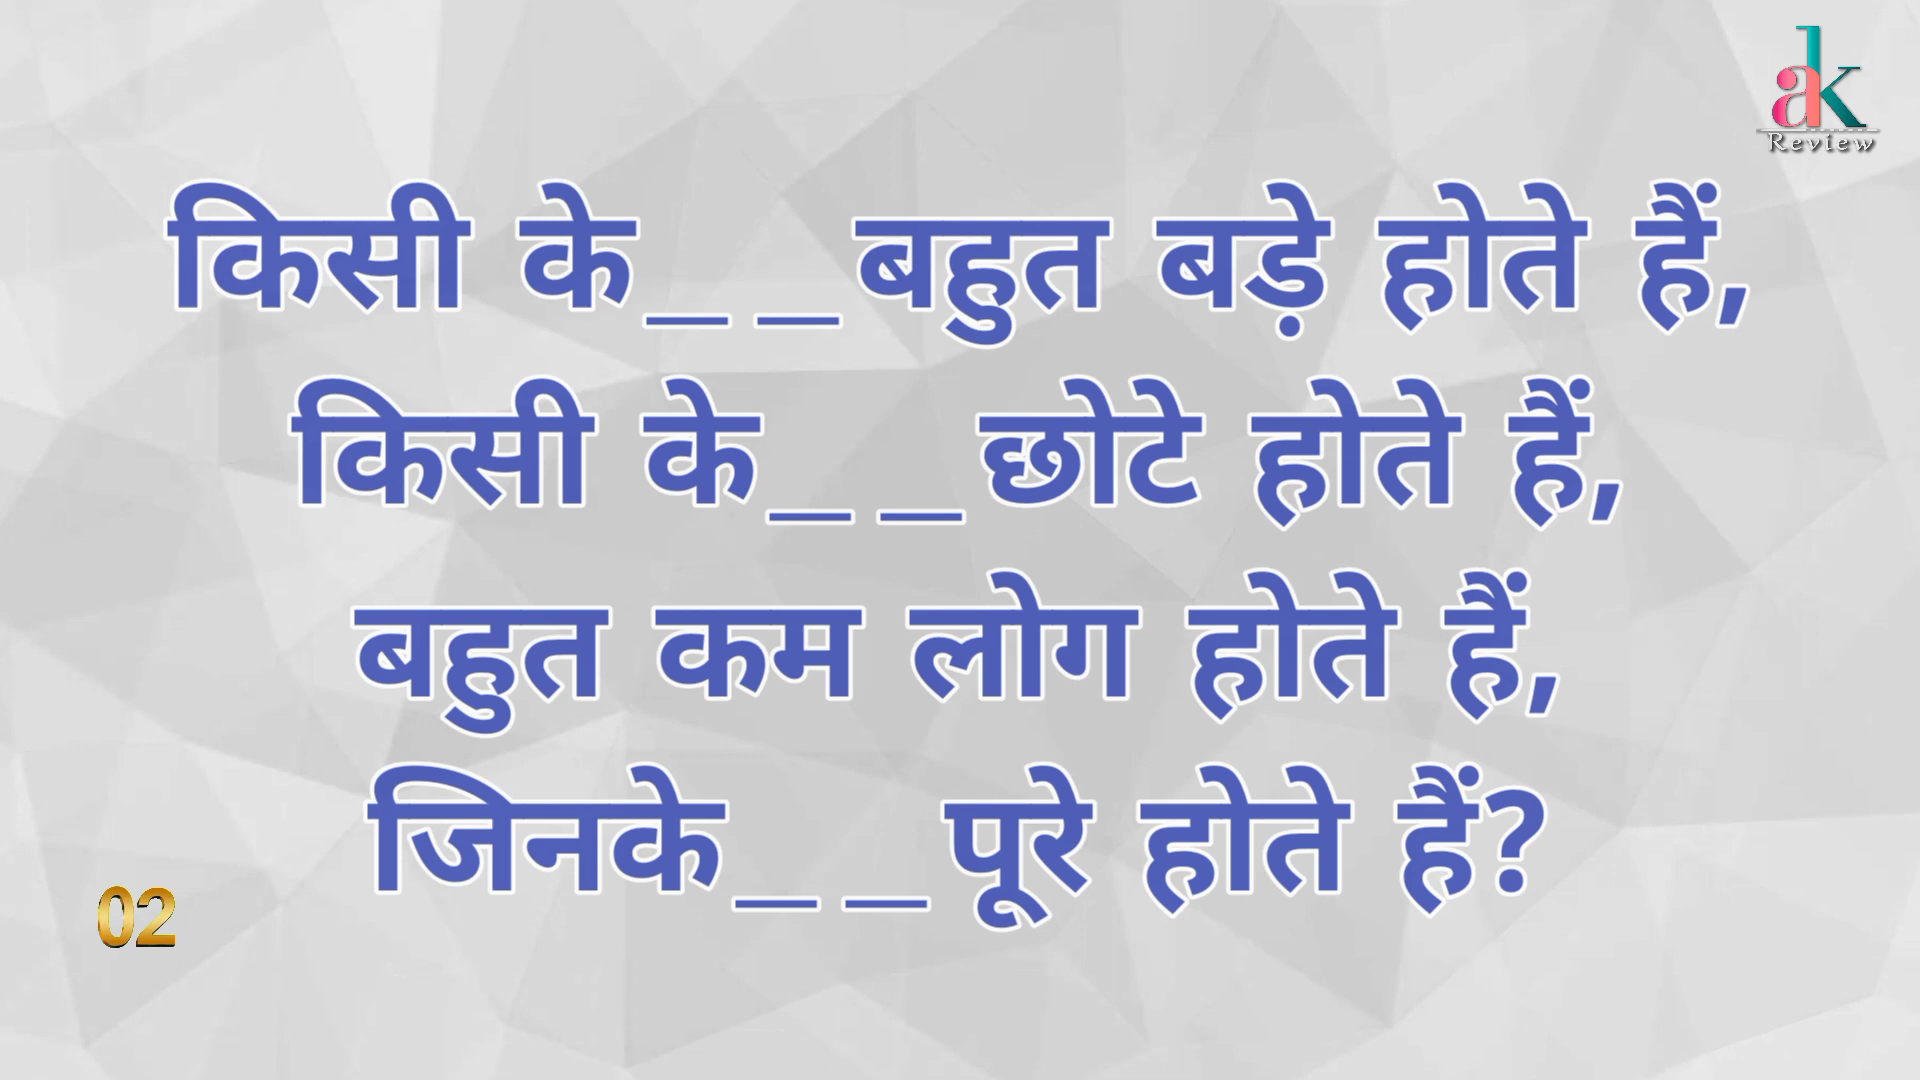 ak
Review
किसी के_ _बहुत बड़े होते हैं,
किसी के_ _छोटे होते हैं,
बहुत कम लोग होते हैं,
जिनके_ _पूरे होते हैं?
02